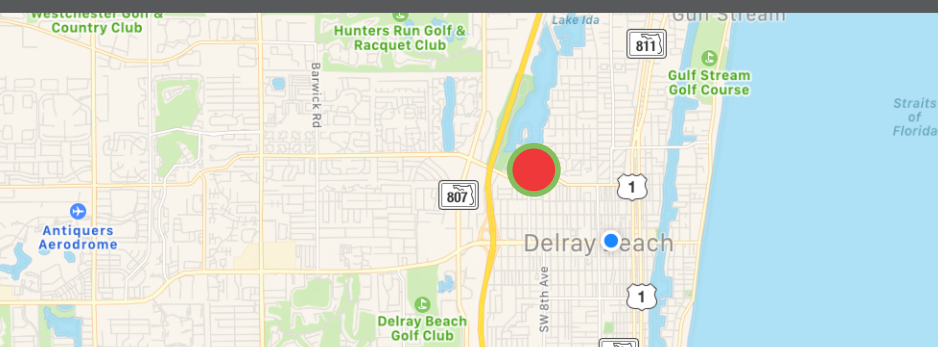 Westchester Golf &
Country Club
Hunters Run Golf &
Racquet Club
Lake Ida
Gulf Stream
811
Gulf Stream
Golf Course
Barwick Rd
Straits
of
Florida
807
1
Antiquers
Aerodrome
Delray Beach
SW 8th Ave
1
Delray Beach
Golf Club